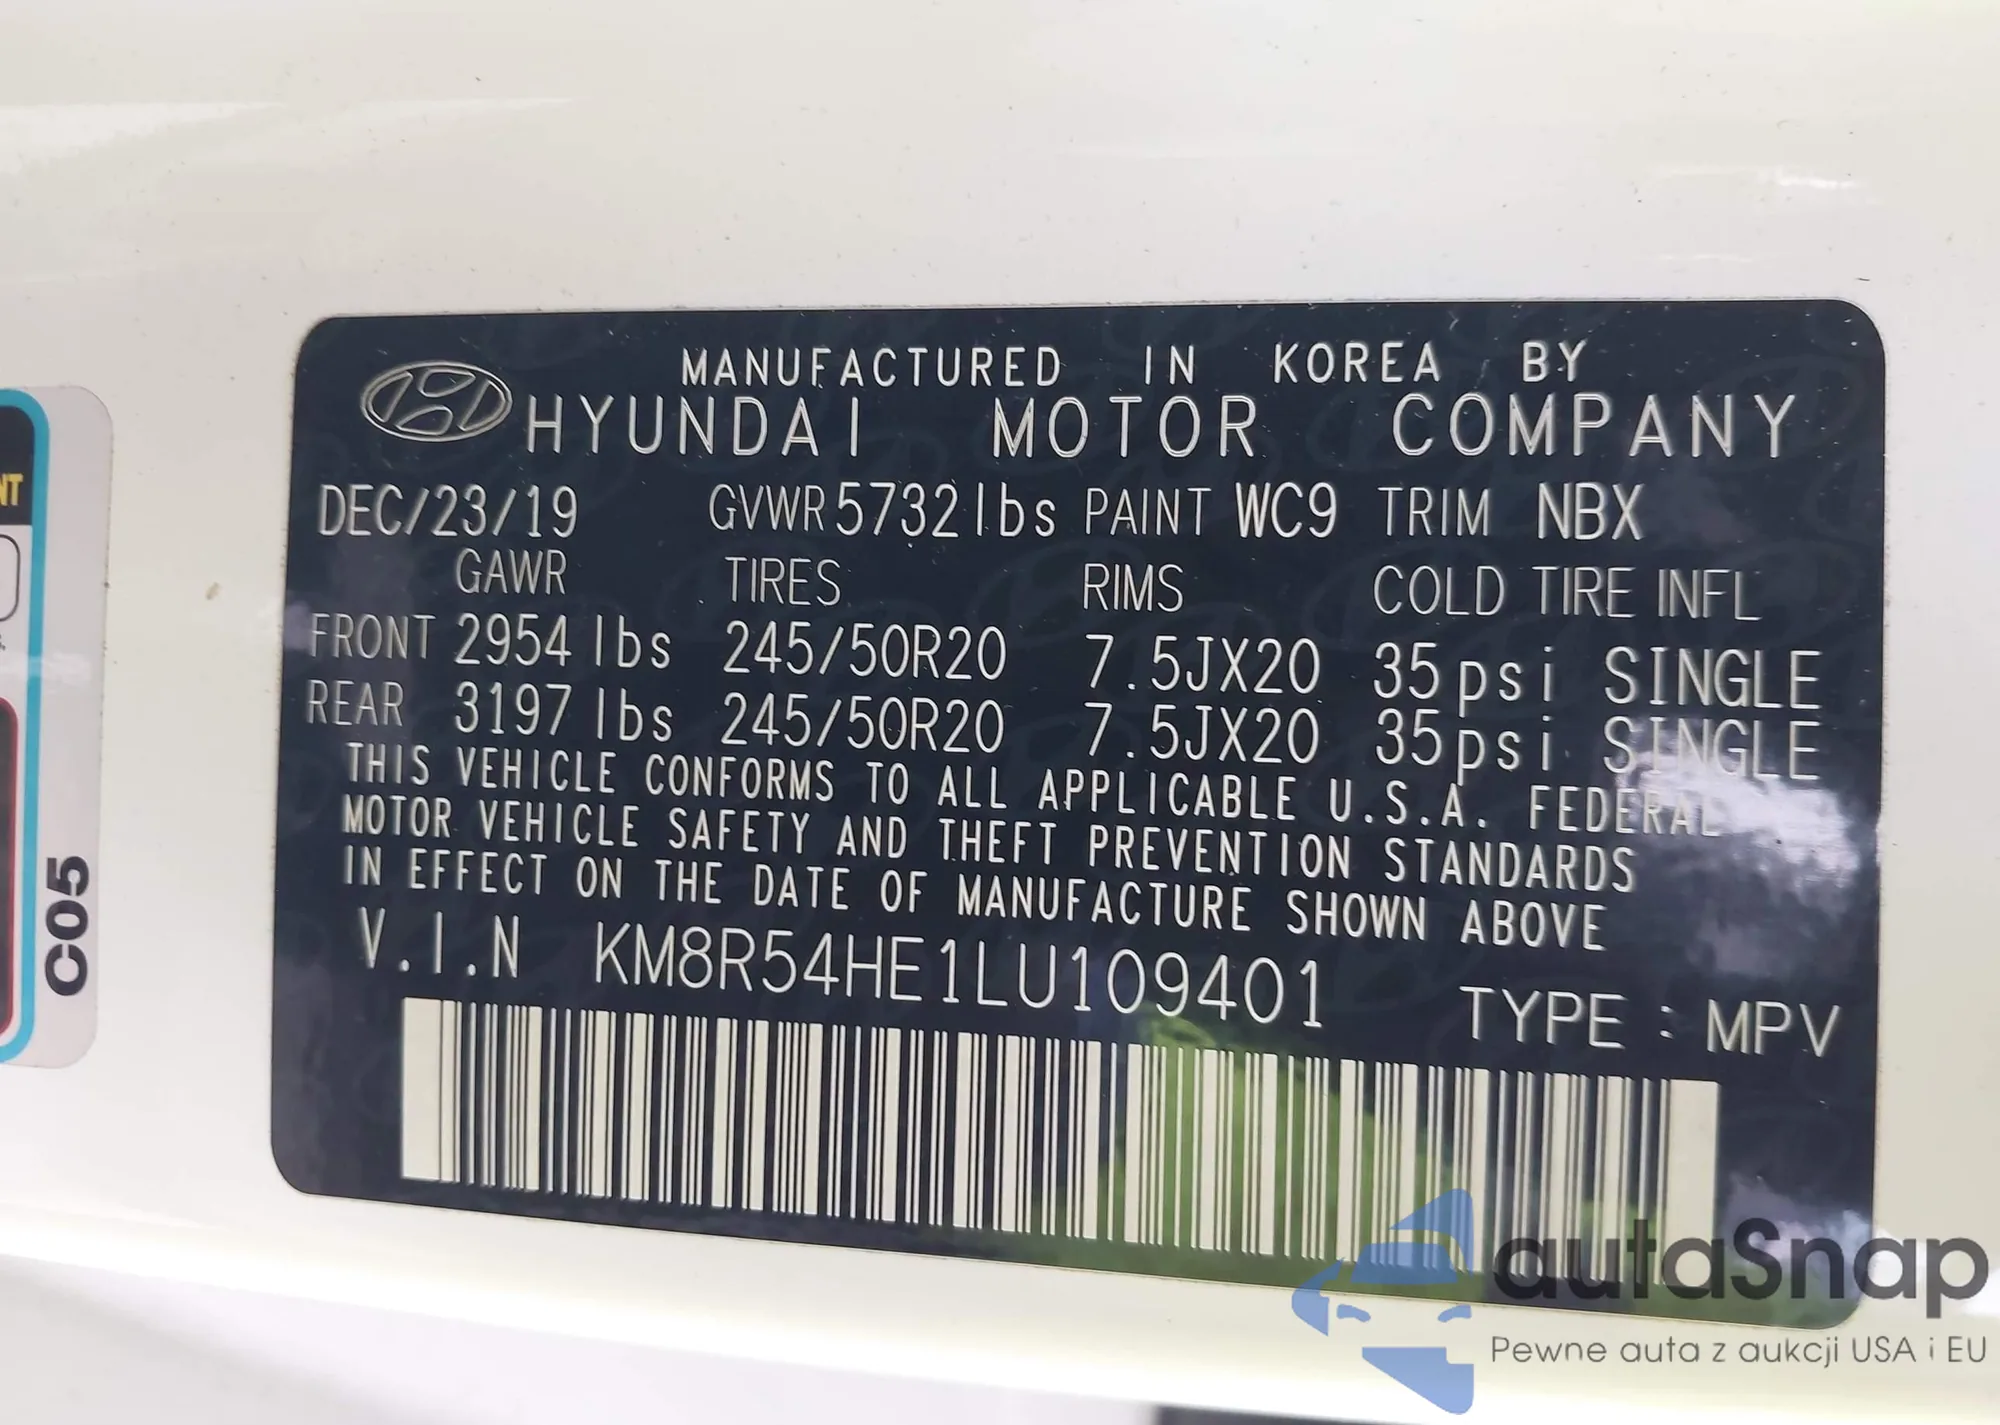 MANUFACTURED IN KOREA BY
HYUNDAI MOTOR COMPANY
DEC/23/19 GVWR 5732lbs PAINT WC9 TRIM NBX
GAWR TIRES RIMS COLD TIRE INFL
FRONT 2954 lbs 245/50R20 7.5JX20 35psi SINGLE
REAR 3197 lbs 245/50R20 7.5JX20 35psi SINGLE
THIS VEHICLE CONFORMS TO ALL APPLICABLE U.S.A. FEDERAL
MOTOR VEHICLE SAFETY AND THEFT PREVENTION STANDARDS
IN EFFECT ON THE DATE OF MANUFACTURE SHOWN ABOVE
V.I.N KM8R54HE1LU109401 TYPE : MPV
NT
C05
autaSnap
Pewne auta z aukcji USA i EU